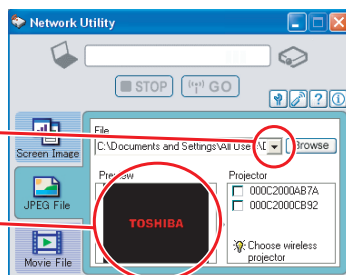 Network Utility
STOP
GO
?
Screen Image
JPEG File
Movie File
File
C:\Documents and Settings\All Use
Browse
Preview
TOSHIBA
Projector
000C2000AB7A
000C2000CB92
Choose wireless
projector